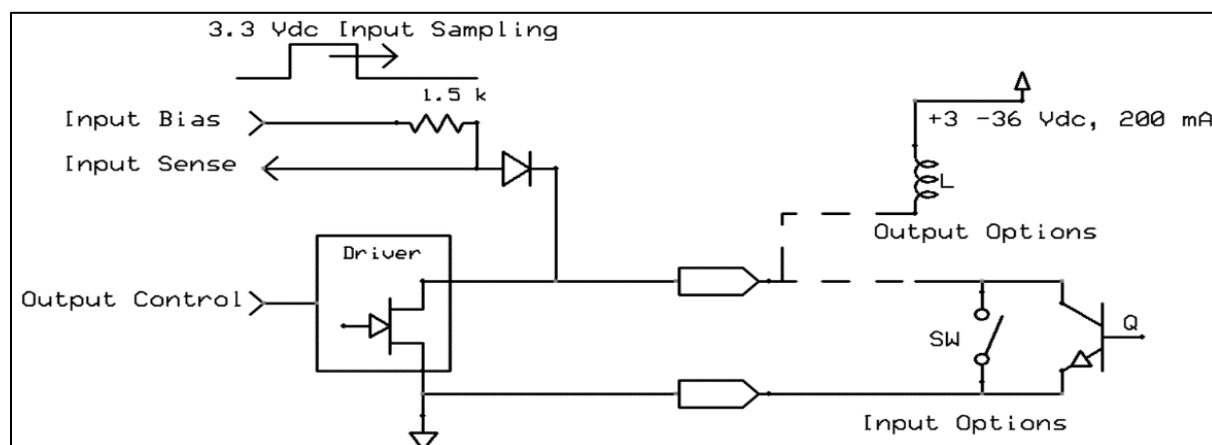 3.3 Vdc Input Sampling
1.5 k
Input Bias
Input Sense
+3 -36 Vdc, 200 mA
L
Output Options
Driver
Output Control
SW
Q
Input Options